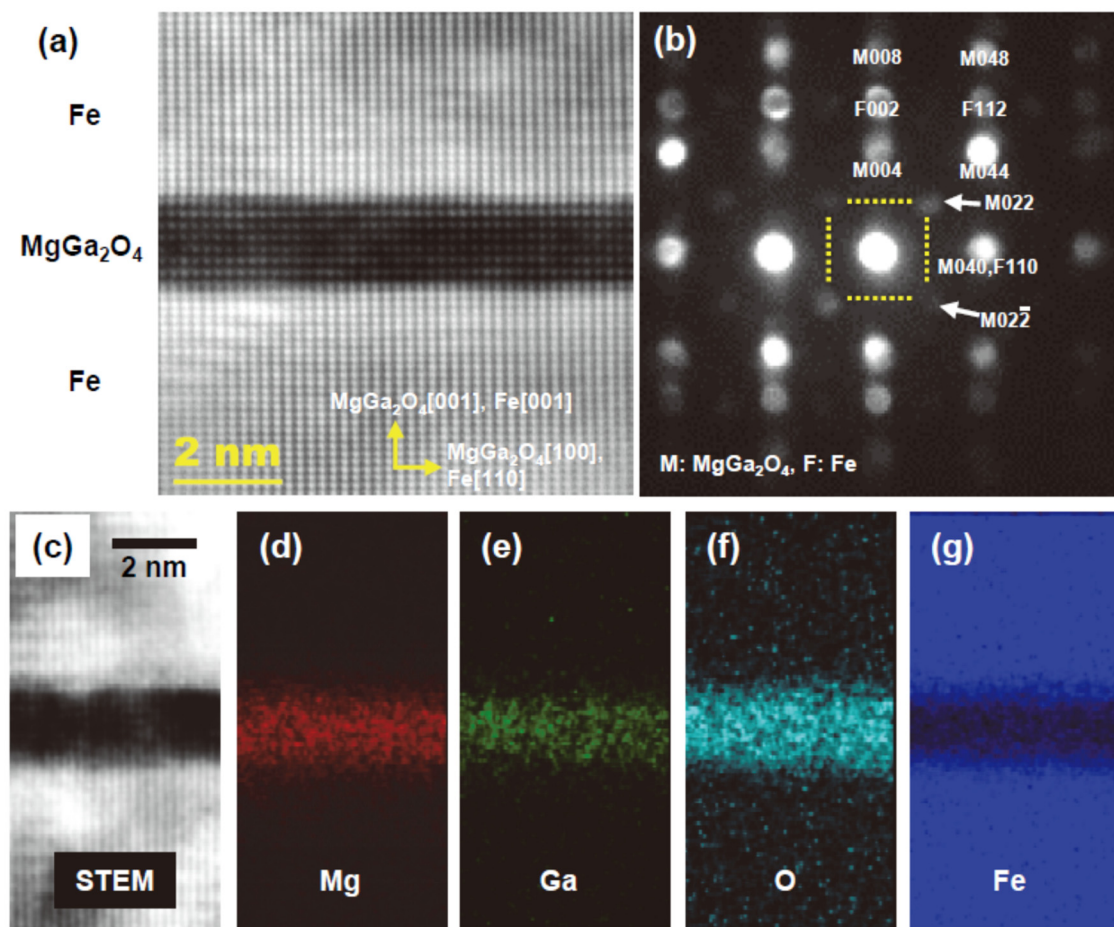 (a)
Fe
MgGa₂O₄
Fe
MgGa₂O₄[001], Fe[001]
MgGa₂O₄[100],
Fe[110]
2 nm
(b)
M008
M048
F002
F112
M004
M044
M022
M040,F110
M022̅
M: MgGa₂O₄, F: Fe
(c)
2 nm
STEM
(d)
Mg
(e)
Ga
(f)
O
(g)
Fe